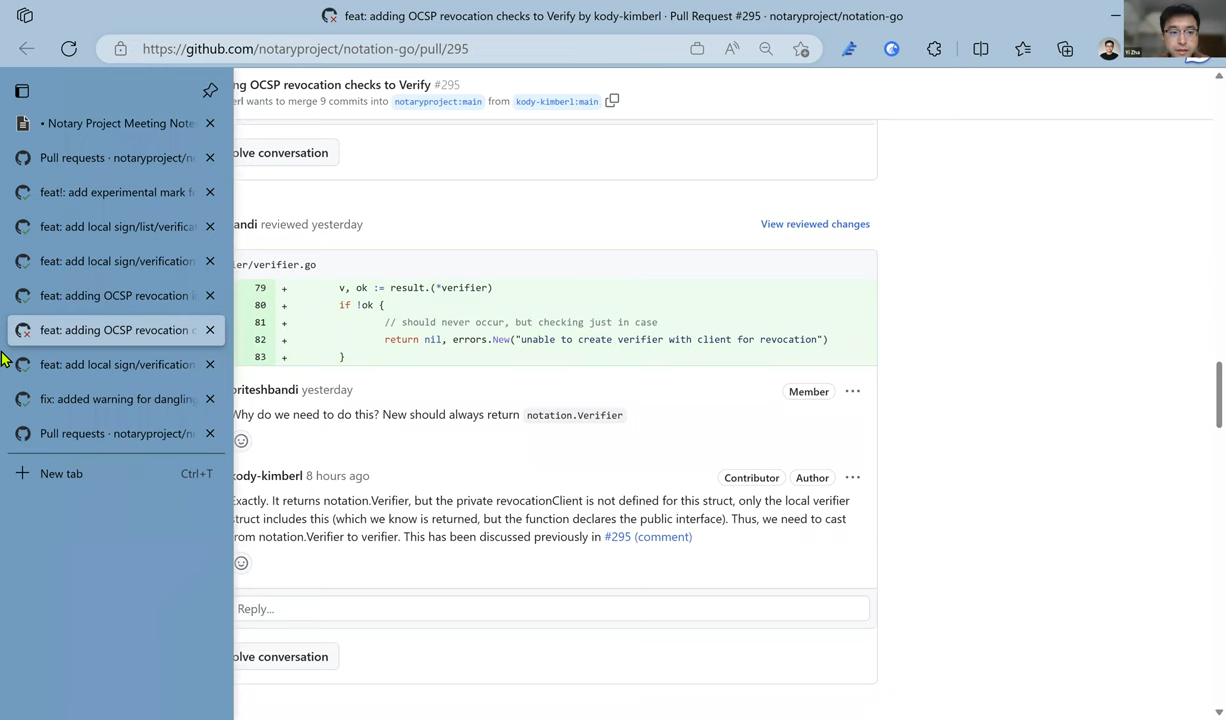 feat: adding OCSP revocation checks to Verify by kody-kimberl · Pull Request #295 · notaryproject/notation-go
https://github.com/notaryproject/notation-go/pull/295
Yi Zha
• Notary Project Meeting Note
Pull requests · notaryproject/n
feat!: add experimental mark f
feat: add local sign/list/verifica
feat: add local sign/verification
feat: adding OCSP revocation l
feat: adding OCSP revocation c
feat: add local sign/verification
fix: added warning for dangling
Pull requests · notaryproject/n
New tab Ctrl+T
ng OCSP revocation checks to Verify #295
erl wants to merge 9 commits into notaryproject:main from kody-kimberl:main
olve conversation
andi reviewed yesterday
View reviewed changes
ier/verifier.go
79 + v, ok := result.(*verifier)
80 + if !ok {
81 + // should never occur, but checking just in case
82 + return nil, errors.New("unable to create verifier with client for revocation")
83 + }
priteshbandi yesterday
Member
Why do we need to do this? New should always return notation.Verifier
kody-kimberl 8 hours ago
Contributor Author
Exactly. It returns notation.Verifier, but the private revocationClient is not defined for this struct, only the local verifier
struct includes this (which we know is returned, but the function declares the public interface). Thus, we need to cast
from notation.Verifier to verifier. This has been discussed previously in #295 (comment)
Reply...
olve conversation